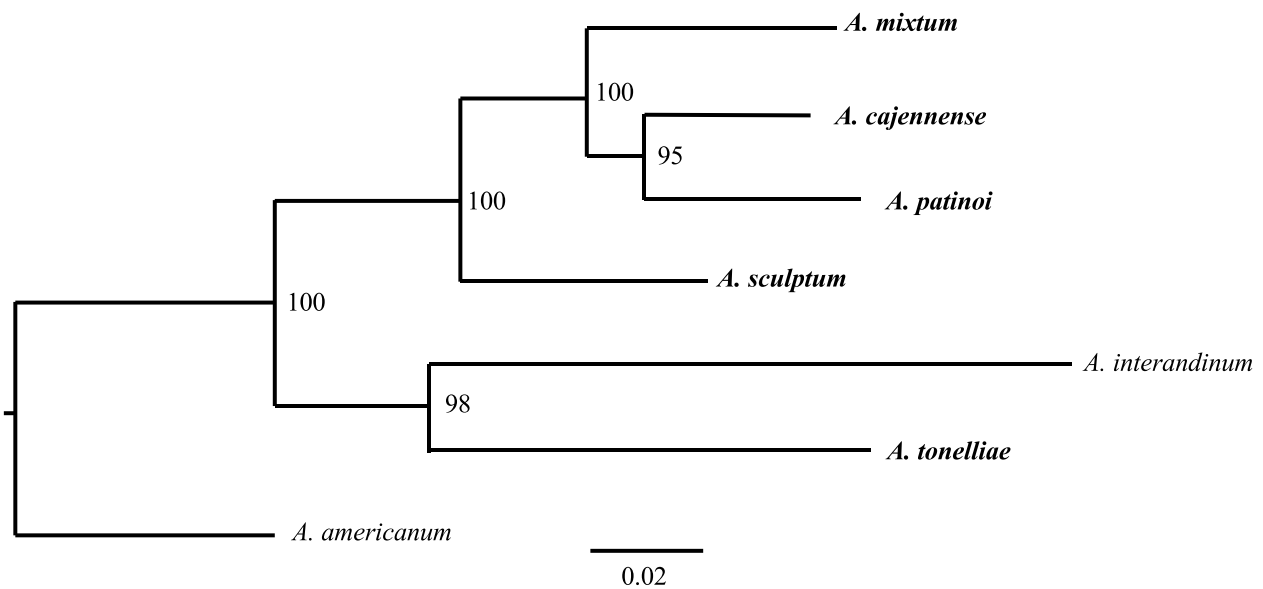 A. mixtum
100
A. cajennense
95
A. patinoi
100
A. sculptum
100
A. interandinum
98
A. tonelliae
A. americanum
0.02